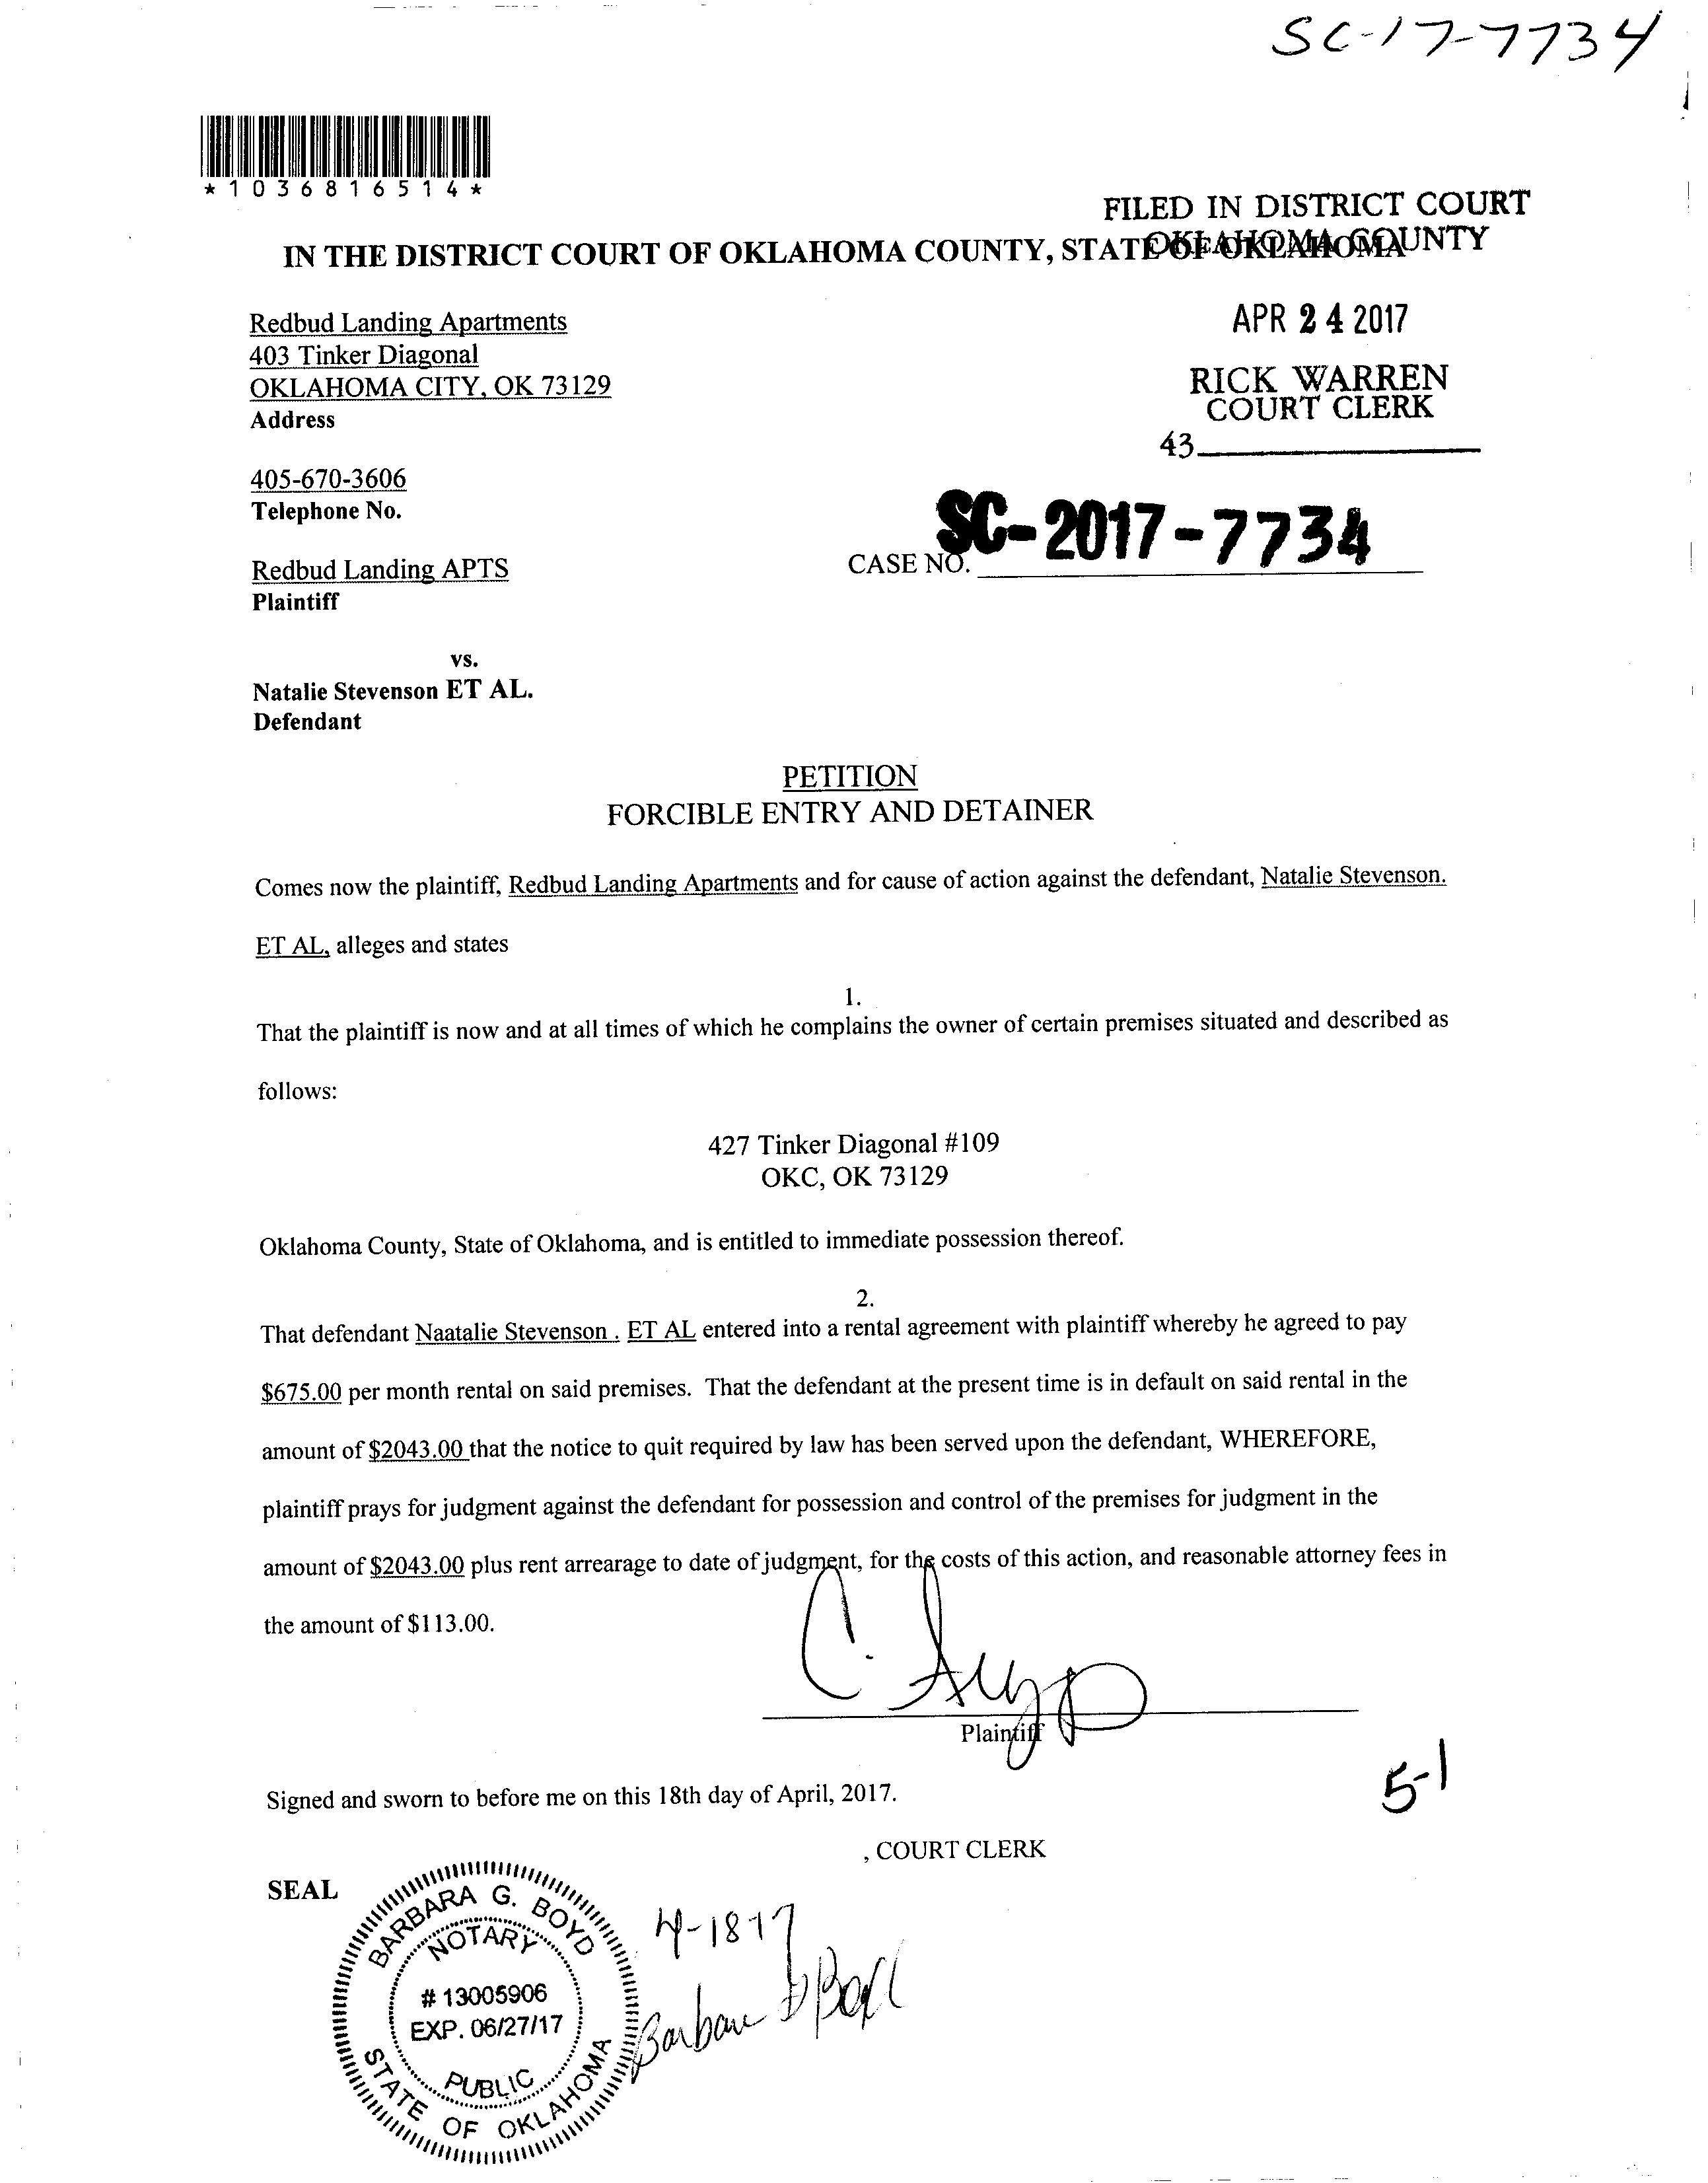 SC-17-7734
*1036816514*
FILED IN DISTRICT COURT
OKLAHOMA COUNTY
IN THE DISTRICT COURT OF OKLAHOMA COUNTY, STATE OF OKLAHOMA
Redbud Landing Apartments
403 Tinker Diagonal
OKLAHOMA CITY, OK 73129
Address
APR 24 2017
RICK WARREN
COURT CLERK
43
405-670-3606
Telephone No.
SC-2017-7734
CASE NO.
Redbud Landing APTS
Plaintiff
vs.
Natalie Stevenson ET AL.
Defendant
PETITION
FORCIBLE ENTRY AND DETAINER
Comes now the plaintiff, Redbud Landing Apartments and for cause of action against the defendant, Natalie Stevenson.
ET AL, alleges and states
1.
That the plaintiff is now and at all times of which he complains the owner of certain premises situated and described as
follows:
427 Tinker Diagonal #109
OKC, OK 73129
Oklahoma County, State of Oklahoma, and is entitled to immediate possession thereof.
2.
That defendant Naatalie Stevenson . ET AL entered into a rental agreement with plaintiff whereby he agreed to pay
$675.00 per month rental on said premises. That the defendant at the present time is in default on said rental in the
amount of $2043.00 that the notice to quit required by law has been served upon the defendant, WHEREFORE,
plaintiff prays for judgment against the defendant for possession and control of the premises for judgment in the
amount of $2043.00 plus rent arrearage to date of judgment, for the costs of this action, and reasonable attorney fees in
the amount of $113.00.
C.
Plaintiff
5-1
Signed and sworn to before me on this 18th day of April, 2017.
, COURT CLERK
SEAL
BARBARA G. BOYD
NOTARY
# 13005906
EXP. 06/27/17
PUBLIC
STATE OF OKLAHOMA
4-1817